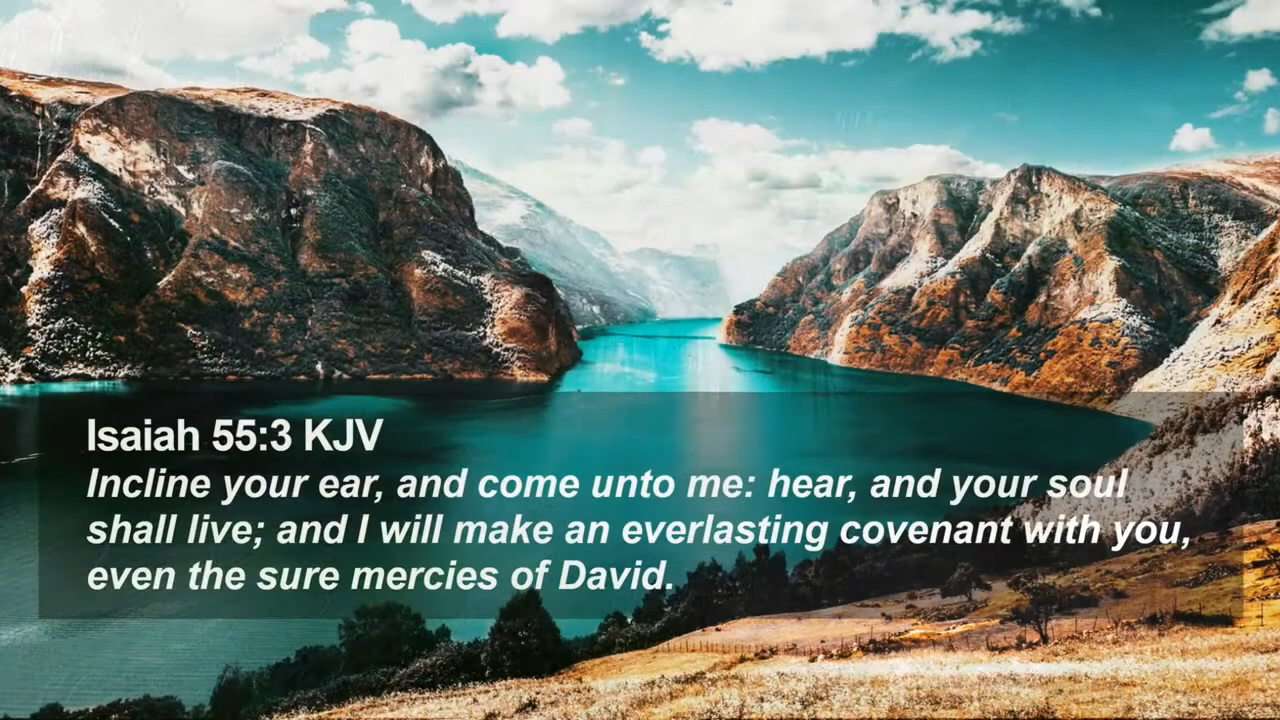 Isaiah 55:3 KJV
Incline your ear, and come unto me: hear, and your soul
shall live; and I will make an everlasting covenant with you,
even the sure mercies of David.